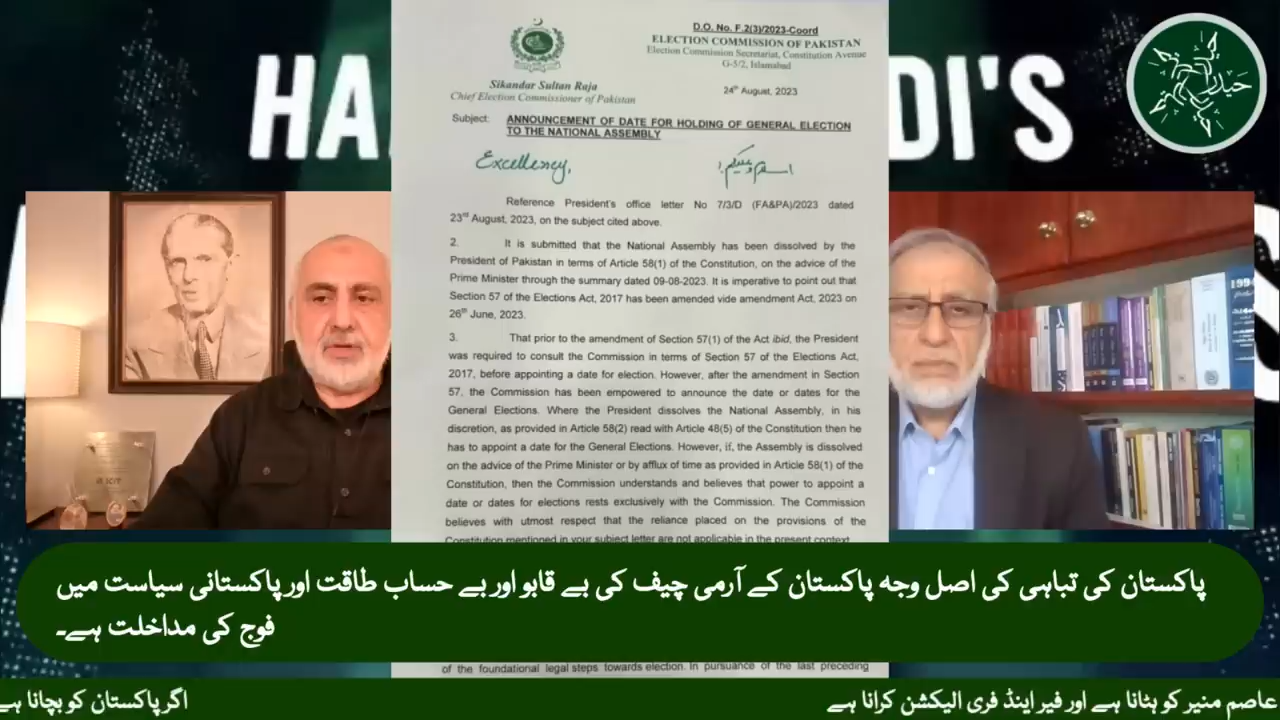 HA
DI'S
حیدر
D.O. No. F.2(3)/2023-Coord
ELECTION COMMISSION OF PAKISTAN
Election Commission Secretariat, Constitution Avenue
G-5/2, Islamabad
Sikandar Sultan Raja
Chief Election Commissioner of Pakistan
24th August, 2023
Subject: ANNOUNCEMENT OF DATE FOR HOLDING OF GENERAL ELECTION
TO THE NATIONAL ASSEMBLY
Excellency,
Reference President's office letter No 7/3/D (FA&PA)/2023 dated
23rd August, 2023, on the subject cited above.
2. It is submitted that the National Assembly has been dissolved by the
President of Pakistan in terms of Article 58(1) of the Constitution, on the advice of the
Prime Minister through the summary dated 09-08-2023. It is imperative to point out that
Section 57 of the Elections Act, 2017 has been amended vide amendment Act, 2023 on
26th June, 2023.
3. That prior to the amendment of Section 57(1) of the Act ibid, the President
was required to consult the Commission in terms of Section 57 of the Elections Act,
2017, before appointing a date for election. However, after the amendment in Section
57, the Commission has been empowered to announce the date or dates for the
General Elections. Where the President dissolves the National Assembly, in his
discretion, as provided in Article 58(2) read with Article 48(5) of the Constitution then he
has to appoint a date for the General Elections. However, if, the Assembly is dissolved
on the advice of the Prime Minister or by afflux of time as provided in Article 58(1) of the
Constitution, then the Commission understands and believes that power to appoint a
date or dates for elections rests exclusively with the Commission. The Commission
believes with utmost respect that the reliance placed on the provisions of the
Constitution mentioned in your subject letter are not applicable in the present context
پاکستان کی تباہی کی اصل وجہ پاکستان کے آرمی چیف کی بے قابو اور بے حساب طاقت اور پاکستانی سیاست میں
فوج کی مداخلت ہے۔
of the foundational legal steps towards election. In pursuance of the last preceding
عاصم منیر کو ہٹانا ہے اور فیر اینڈ فری الیکشن کرانا ہے
اگر پاکستان کو بچانا ہے